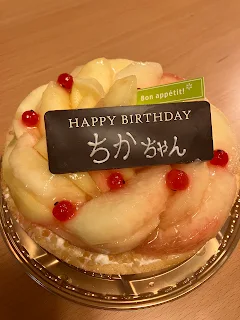 Bon appétit!
HAPPY BIRTHDAY
ちかちゃん